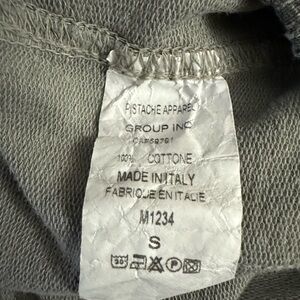 PISTACHE APPAREL
GROUP INC
100% COTTONE
MADE IN ITALY
FABRIQUE EN ITALIE
M1234
S